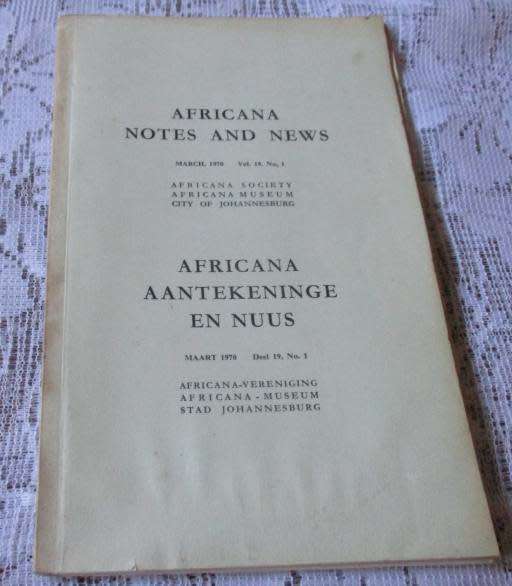 AFRICANA
NOTES AND NEWS
MARCH, 1970 Vol. 19, No, 1
AFRICANA SOCIETY
AFRICANA MUSEUM
CITY OF JOHANNESBURG
AFRICANA
AANTEKENINGE
EN NUUS
MAART 1970 Deel 19, No. 1
AFRICANA-VERENIGING
AFRICANA - MUSEUM
STAD JOHANNESBURG